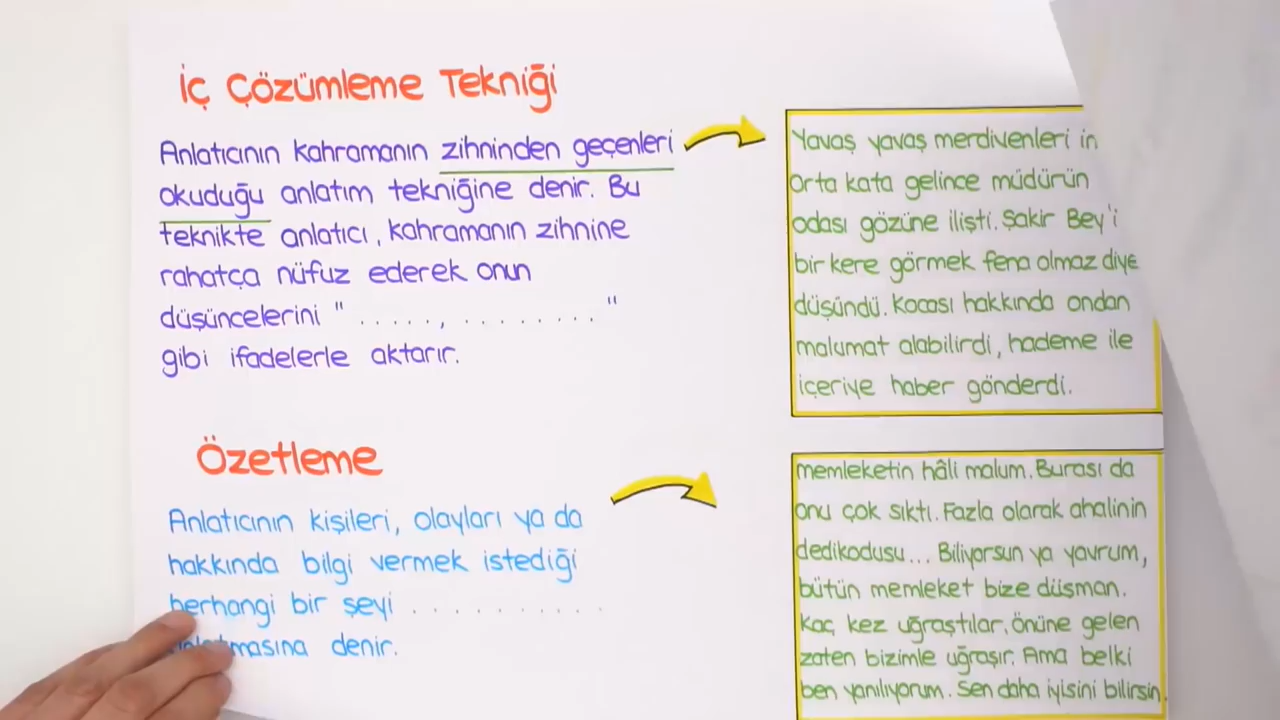 İç Çözümleme Tekniği
Anlatıcının kahramanın zihninden geçenleri
okuduğu anlatım tekniğine denir. Bu
teknikte anlatıcı, kahramanın zihnine
rahatça nüfuz ederek onun
düşüncelerini " . . . . . , . . . . . . . . "
gibi ifadelerle aktarır.
Yavaş yavaş merdivenleri in
Orta kata gelince müdürün
odası gözüne ilişti. Şakir Bey'i
bir kere görmek fena olmaz diye
düşündü. Kocası hakkında ondan
malumat alabilirdi, hademe ile
içeriye haber gönderdi.
Özetleme
Anlatıcının kişileri, olayları ya da
hakkında bilgi vermek istediği
herhangi bir şeyi . . . . . . . . . . .
denir.
memleketin hâli malum. Burası da
onu çok sıktı. Fazla olarak ahalinin
dedikodusu... Biliyorsun ya yavrum,
bütün memleket bize düşman.
Kaç kez uğraştılar. Önüne gelen
zaten bizimle uğraşır. Ama belki
ben yanılıyorum. Sen daha iyisini bilirsin.